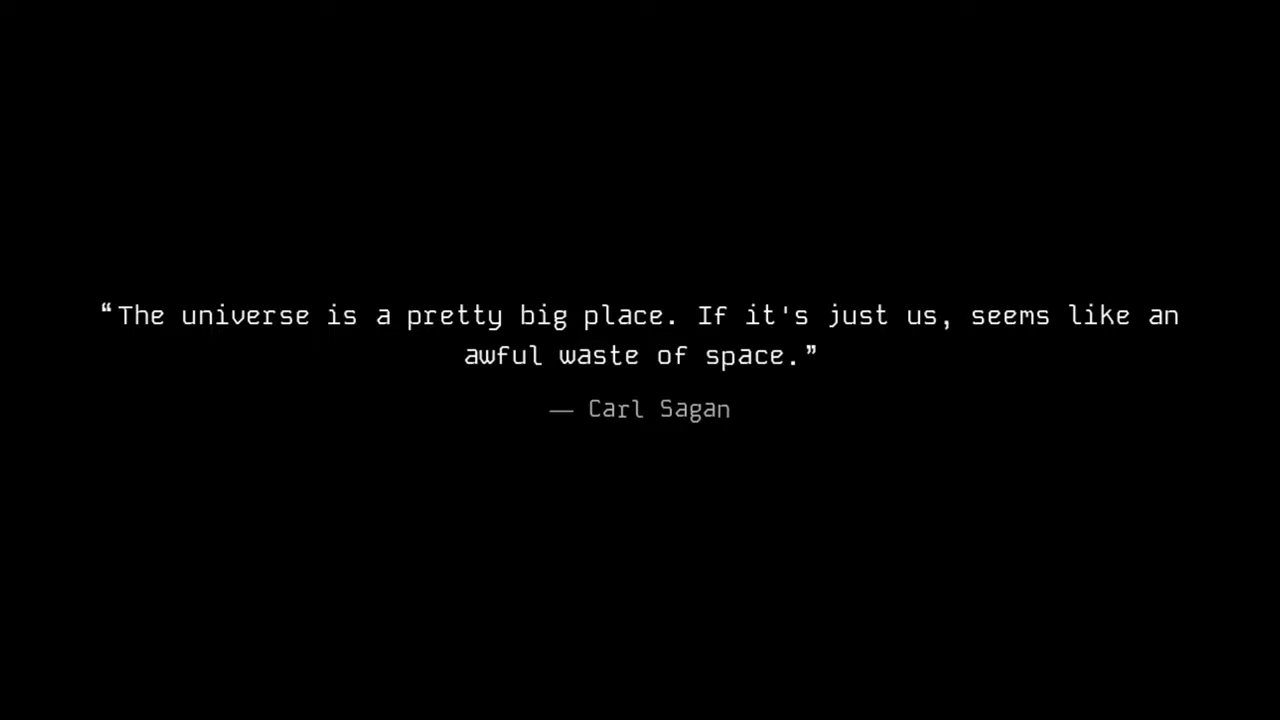 “The universe is a pretty big place. If it's just us, seems like an
awful waste of space.”
— Carl Sagan